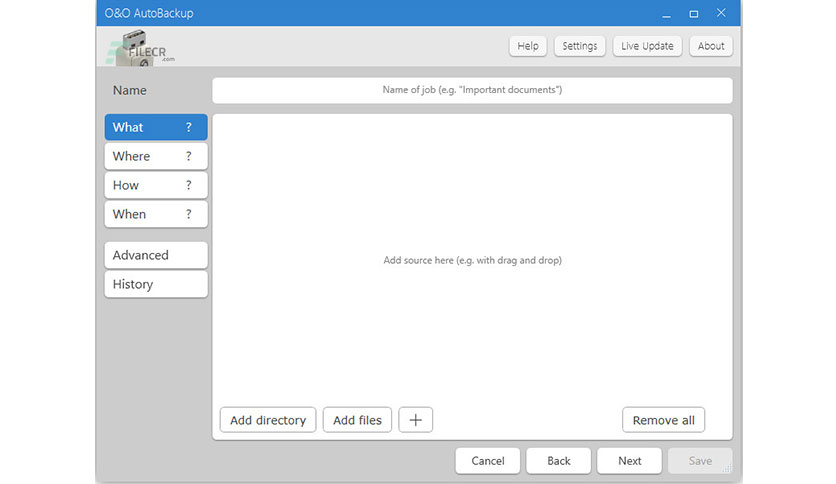 O&O AutoBackup
FILECR
.com
Help
Settings
Live Update
About
Name
Name of job (e.g. "Important documents")
What ?
Where ?
How ?
When ?
Advanced
History
Add source here (e.g. with drag and drop)
Add directory
Add files
+
Remove all
Cancel
Back
Next
Save